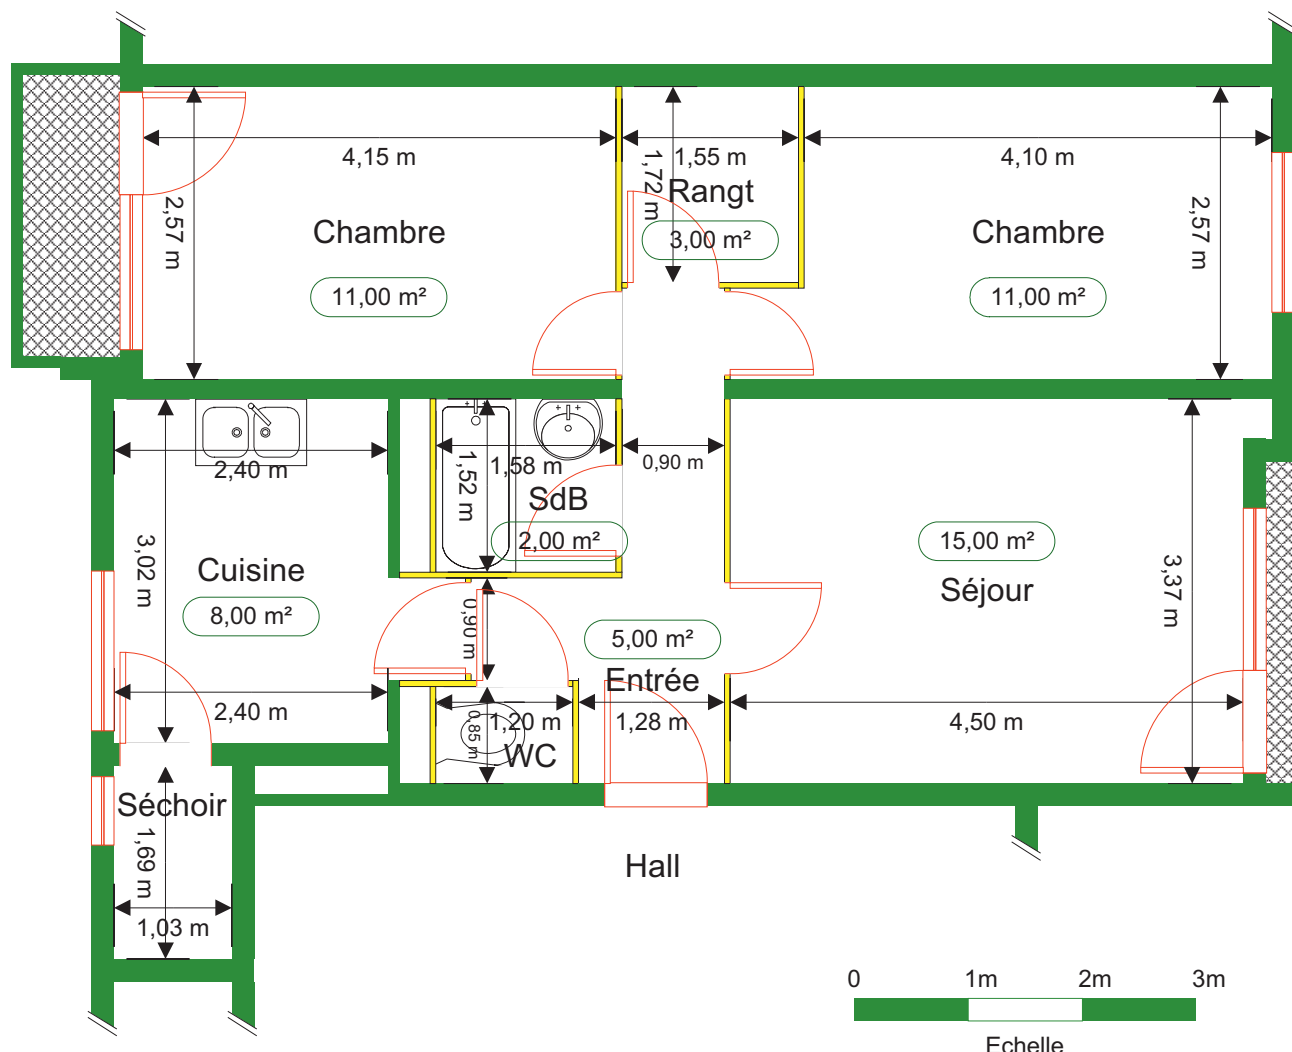 4,15 m
1,55 m
4,10 m
1,72 m
Rangt
3,00 m²
2,57 m
Chambre
11,00 m²
Chambre
11,00 m²
2,57 m
2,40 m
1,52 m
1,58 m
0,90 m
SdB
2,00 m²
15,00 m²
Séjour
3,37 m
3,02 m
Cuisine
8,00 m²
0,90 m
5,00 m²
Entrée
2,40 m
1,20 m
0,85 m
WC
1,28 m
4,50 m
Séchoir
1,69 m
1,03 m
Hall
0 1m 2m 3m
Echelle